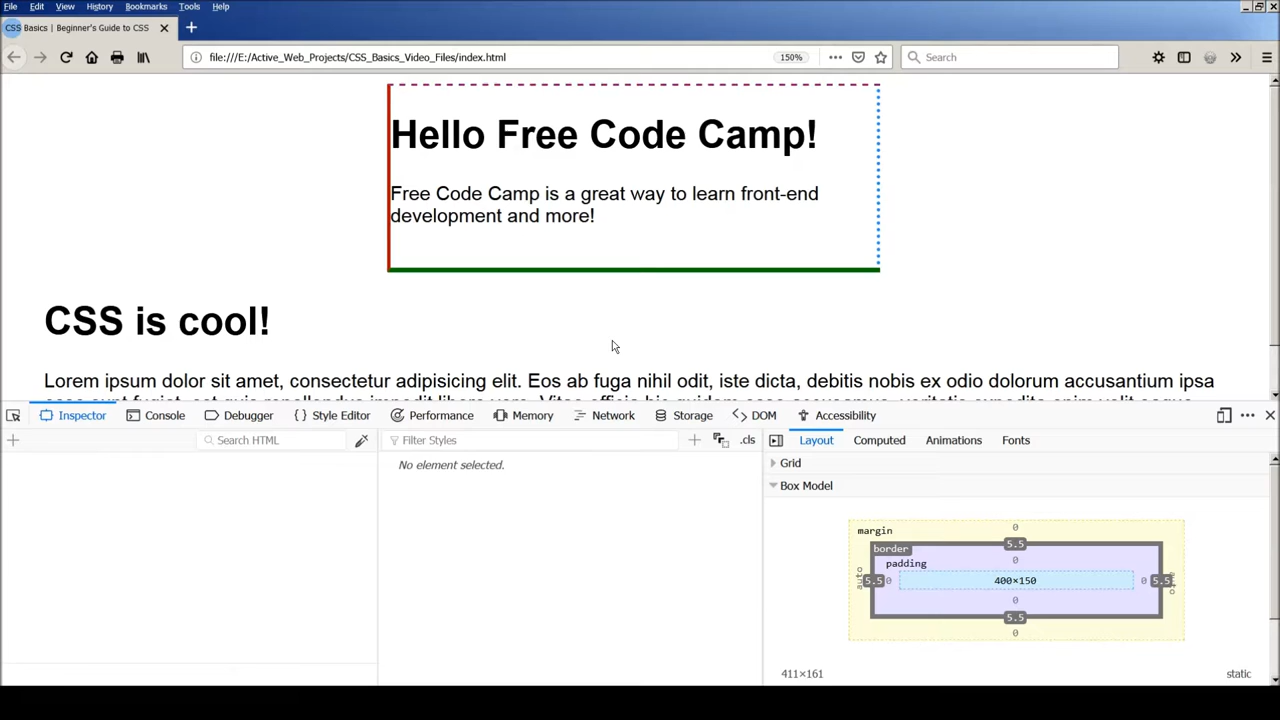 File Edit View History Bookmarks Tools Help
CSS Basics | Beginner's Guide to CSS
file:///E:/Active_Web_Projects/CSS_Basics_Video_Files/index.html 150% Search
Hello Free Code Camp!
Free Code Camp is a great way to learn front-end
development and more!
CSS is cool!
Lorem ipsum dolor sit amet, consectetur adipisicing elit. Eos ab fuga nihil odit, iste dicta, debitis nobis ex odio dolorum accusantium ipsa
Inspector Console Debugger Style Editor Performance Memory Network Storage DOM Accessibility
Search HTML Filter Styles .cls Layout Computed Animations Fonts
No element selected.
Grid
Box Model
margin 0
border 5.5
padding 0
auto 5.5 0 400×150 0 5.5
0
5.5
0
411×161 static